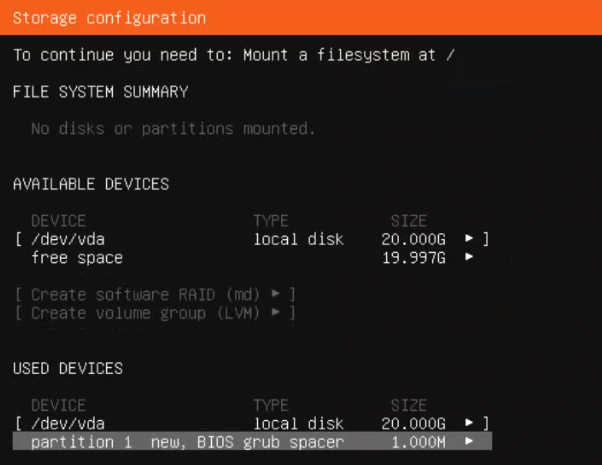 Storage configuration
To continue you need to: Mount a filesystem at /
FILE SYSTEM SUMMARY
No disks or partitions mounted.
AVAILABLE DEVICES
DEVICE TYPE SIZE
[ /dev/vda local disk 20.000G ► ]
free space 19.997G ►
[ Create software RAID (md) ► ]
[ Create volume group (LVM) ► ]
USED DEVICES
DEVICE TYPE SIZE
[ /dev/vda local disk 20.000G ► ]
partition 1 new, BIOS grub spacer 1.000M ►